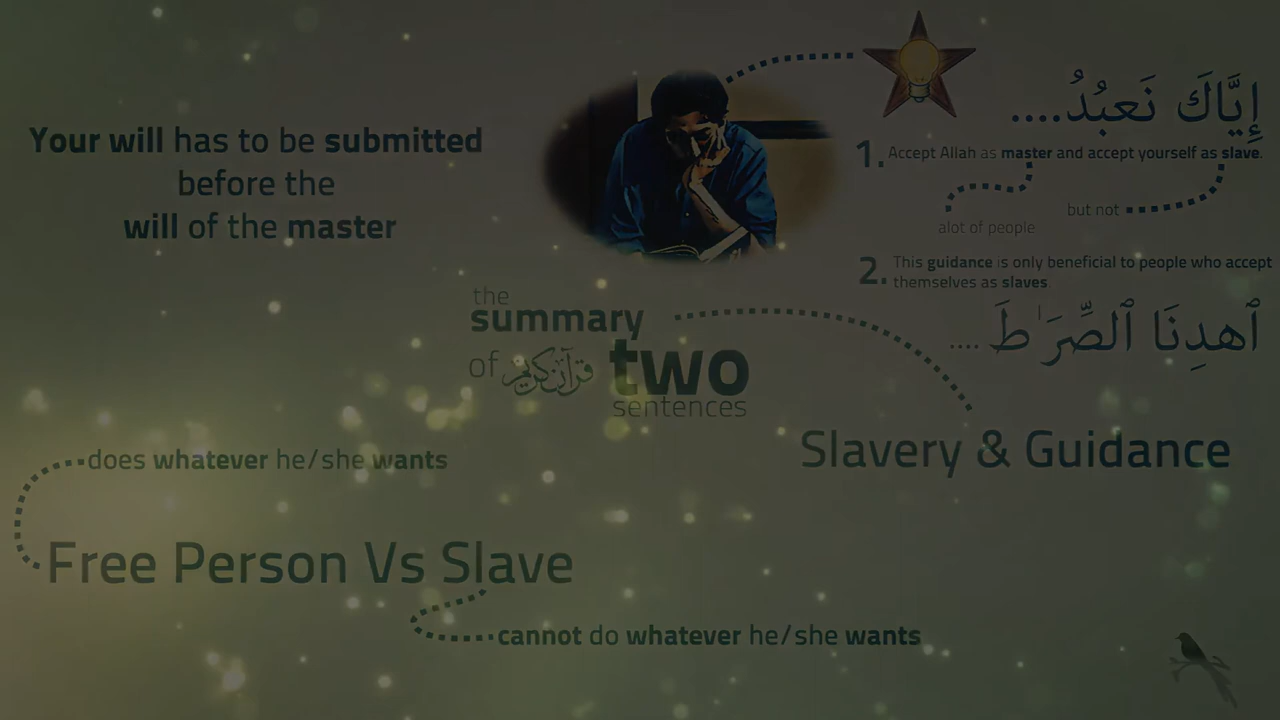 Your will has to be submitted
before the
will of the master
إِيَّاكَ نَعبُدُ....
1. Accept Allah as master and accept yourself as slave.
but not
alot of people
2. This guidance is only beneficial to people who accept
themselves as slaves
ٱهدِنَا ٱلصِّرَٰطَ ....
the
summary
of قرآن كريم two
sentences
Slavery & Guidance
does whatever he/she wants
Free Person Vs Slave
cannot do whatever he/she wants